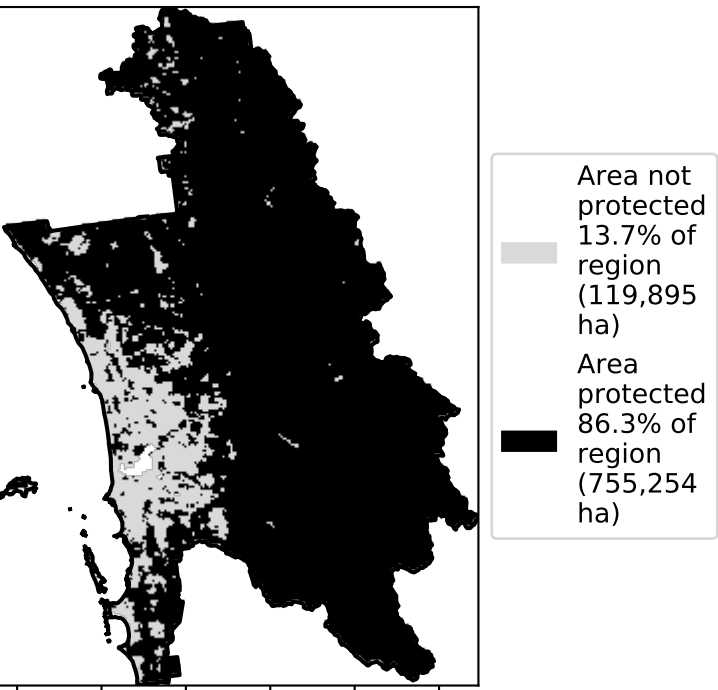 Area not
protected
13.7% of
region
(119,895
ha)
Area
protected
86.3% of
region
(755,254
ha)